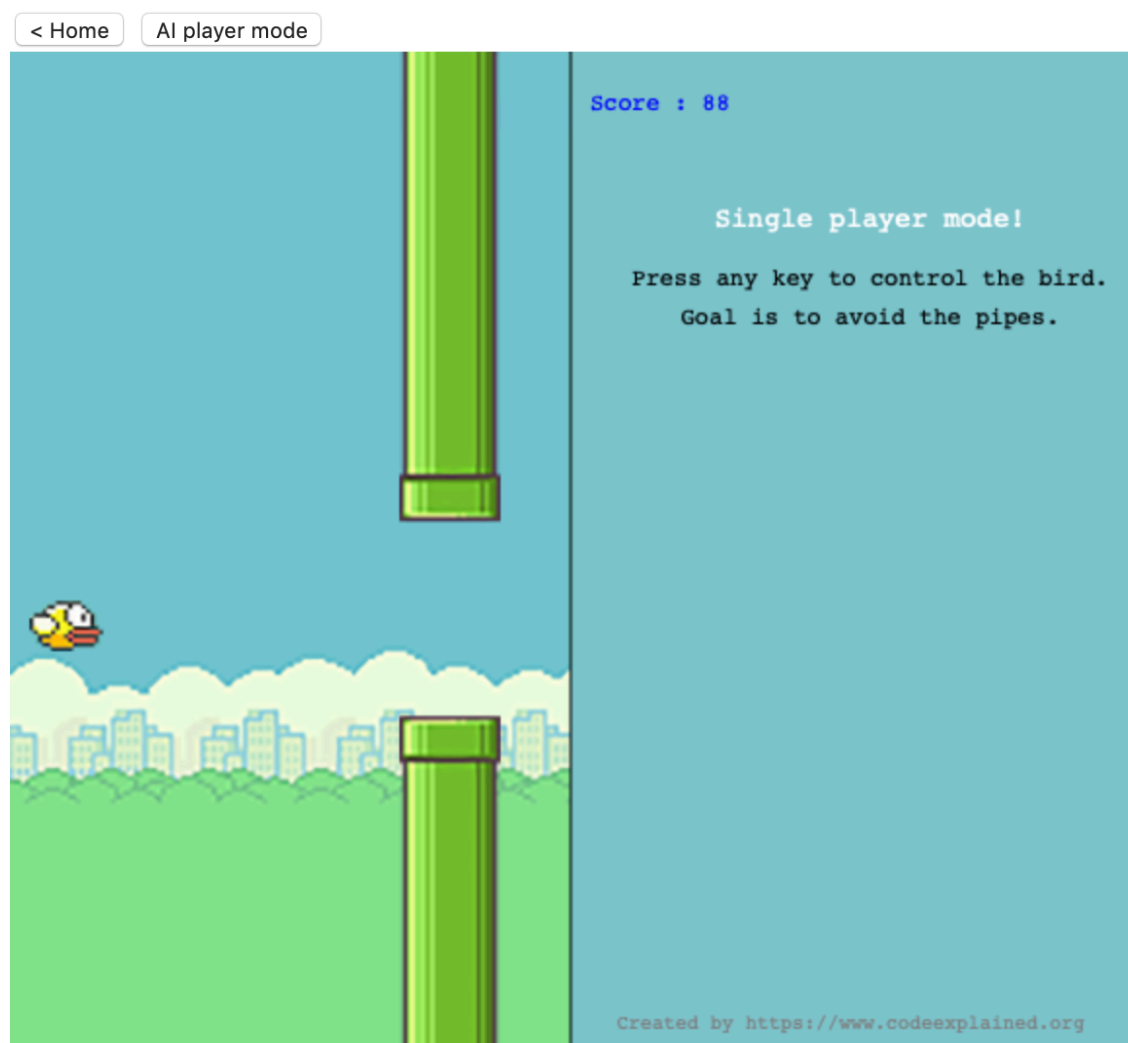 < Home
AI player mode
Score : 88
Single player mode!
Press any key to control the bird.
Goal is to avoid the pipes.
Created by https://www.codeexplained.org